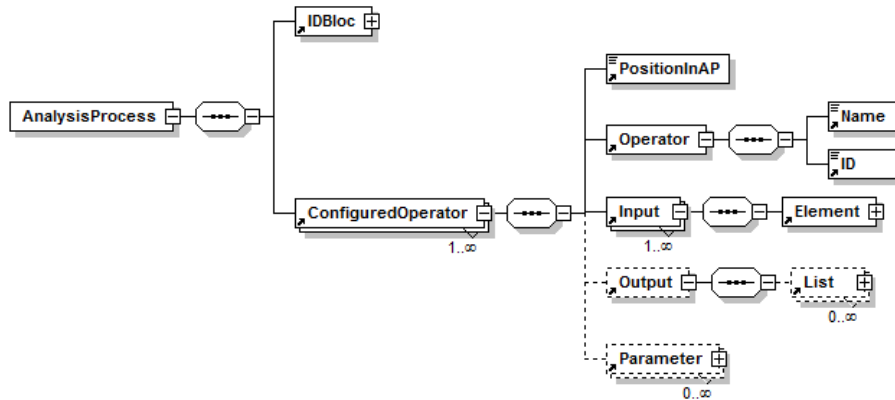 IDBloc
PositionInAP
AnalysisProcess
Name
Operator
ID
ConfiguredOperator
1..∞
Input
1..∞
Element
Output
List
0..∞
Parameter
0..∞